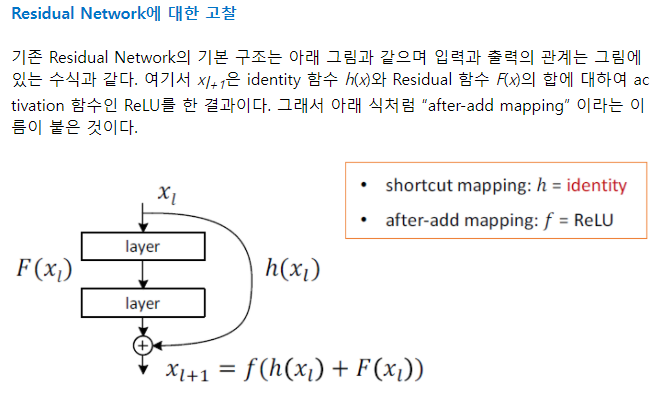 Residual Network에 대한 고찰
기존 Residual Network의 기본 구조는 아래 그림과 같으며 입력과 출력의 관계는 그림에
있는 수식과 같다. 여기서 xl+1은 identity 함수 h(x)와 Residual 함수 F(x)의 합에 대하여 ac
tivation 함수인 ReLU를 한 결과이다. 그래서 아래 식처럼 “after-add mapping” 이라는 이
름이 붙은 것이다.
• shortcut mapping: h = identity
• after-add mapping: f = ReLU
xl
layer
F(xl)
h(xl)
layer
xl+1 = f(h(xl) + F(xl))